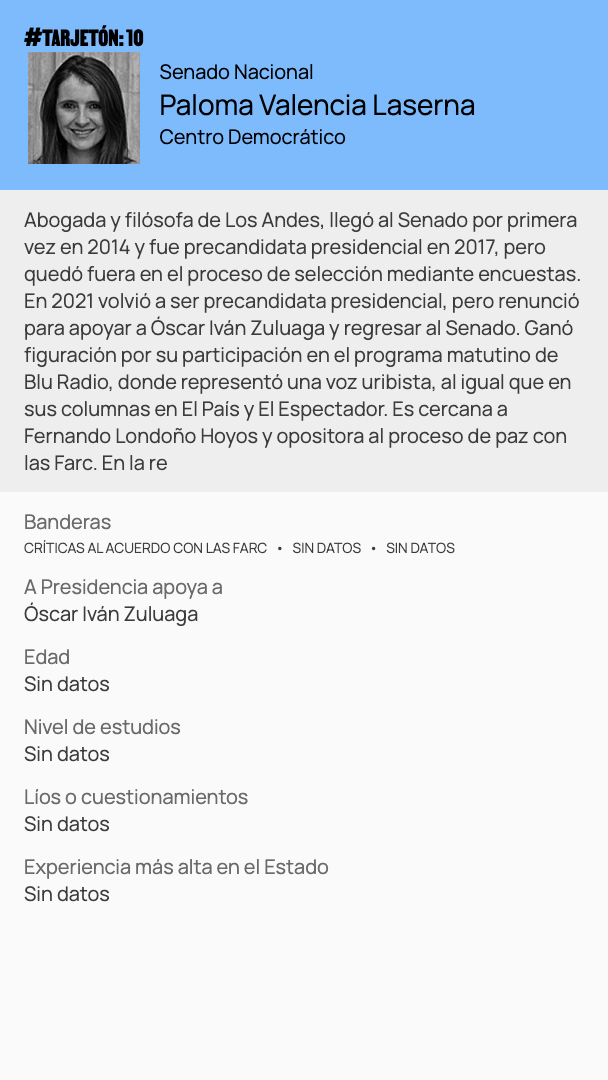 #TARJETÓN: 10
Senado Nacional
Paloma Valencia Laserna
Centro Democrático
Abogada y filósofa de Los Andes, llegó al Senado por primera
vez en 2014 y fue precandidata presidencial en 2017, pero
quedó fuera en el proceso de selección mediante encuestas.
En 2021 volvió a ser precandidata presidencial, pero renunció
para apoyar a Óscar Iván Zuluaga y regresar al Senado. Ganó
figuración por su participación en el programa matutino de
Blu Radio, donde representó una voz uribista, al igual que en
sus columnas en El País y El Espectador. Es cercana a
Fernando Londoño Hoyos y opositora al proceso de paz con
las Farc. En la re
Banderas
CRÍTICAS AL ACUERDO CON LAS FARC • SIN DATOS • SIN DATOS
A Presidencia apoya a
Óscar Iván Zuluaga
Edad
Sin datos
Nivel de estudios
Sin datos
Líos o cuestionamientos
Sin datos
Experiencia más alta en el Estado
Sin datos